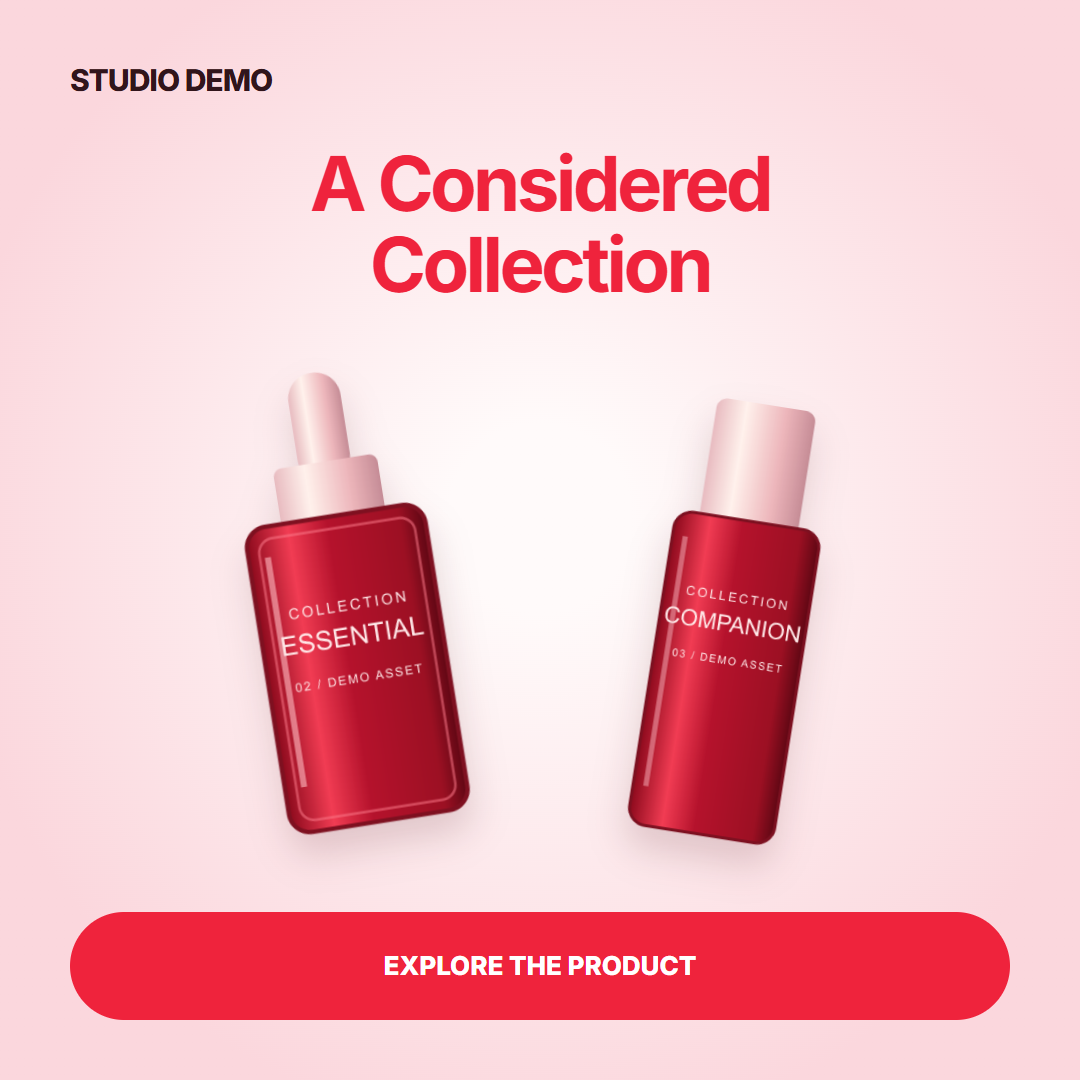 STUDIO DEMO
A Considered
Collection
COLLECTION
ESSENTIAL
02 / DEMO ASSET
COLLECTION
COMPANION
03 / DEMO ASSET
EXPLORE THE PRODUCT